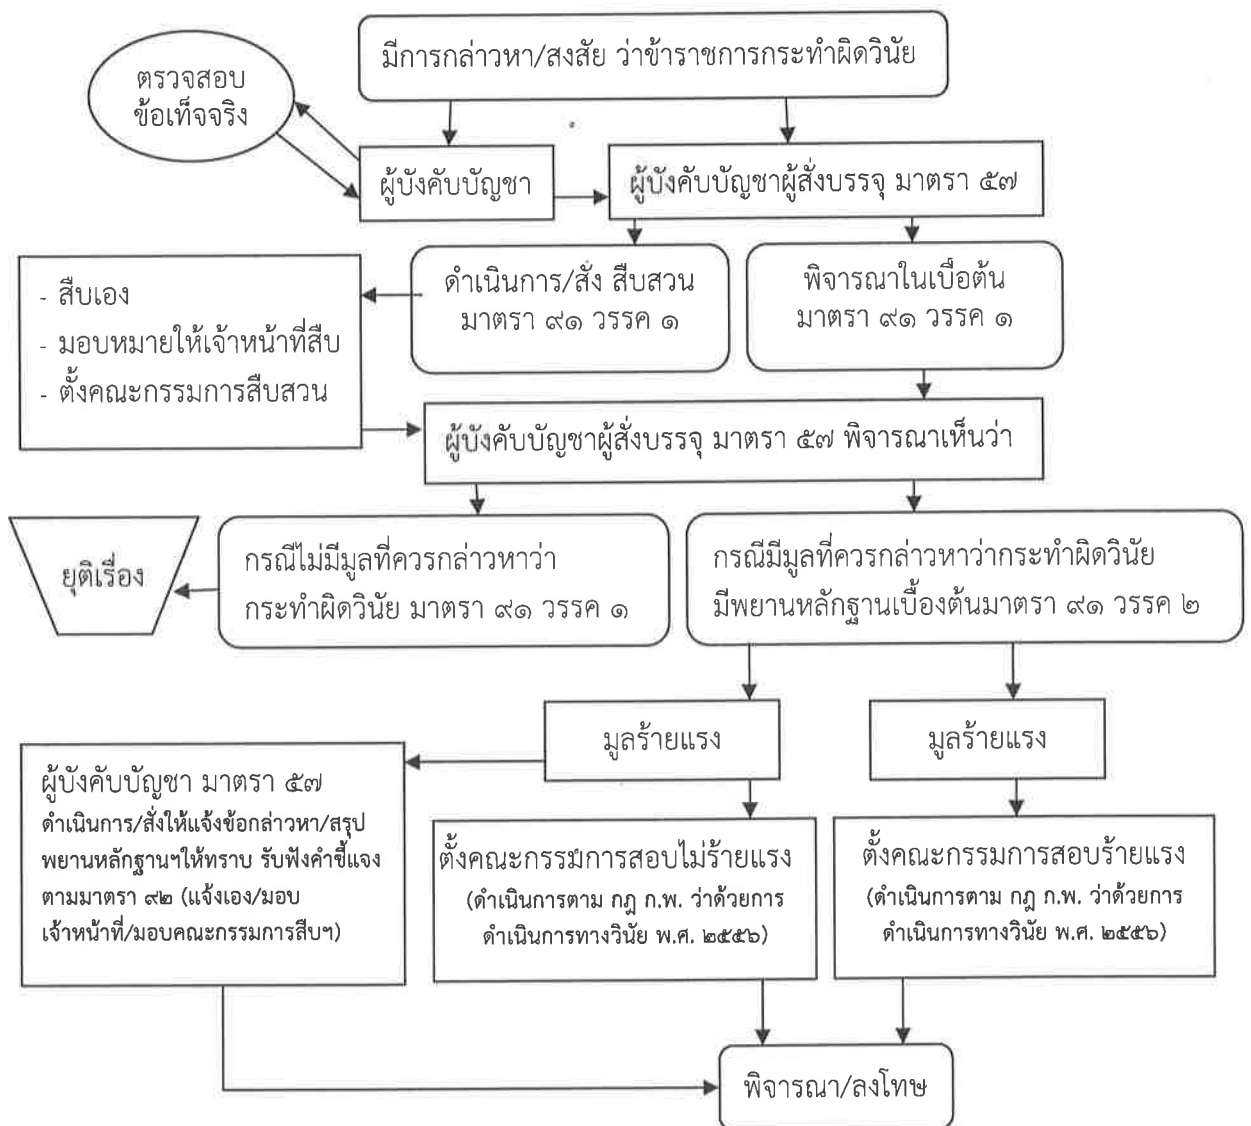 มีการกล่าวหา/สงสัย ว่าข้าราชการกระทำผิดวินัย
ตรวจสอบ
ข้อเท็จจริง
ผู้บังคับบัญชา
ผู้บังคับบัญชาผู้สั่งบรรจุ มาตรา ๕๗
ดำเนินการ/สั่ง สืบสวน
มาตรา ๙๑ วรรค ๑
พิจารณาในเบื่อต้น
มาตรา ๙๑ วรรค ๑
- สืบเอง
- มอบหมายให้เจ้าหน้าที่สืบ
- ตั้งคณะกรรมการสืบสวน
ผู้บังคับบัญชาผู้สั่งบรรจุ มาตรา ๕๗ พิจารณาเห็นว่า
ยุติเรื่อง
กรณีไม่มีมูลที่ควรกล่าวหาว่า
กระทำผิดวินัย มาตรา ๙๑ วรรค ๑
กรณีมีมูลที่ควรกล่าวหาว่ากระทำผิดวินัย
มีพยานหลักฐานเบื้องต้นมาตรา ๙๑ วรรค ๒
มูลร้ายแรง
มูลร้ายแรง
ผู้บังคับบัญชา มาตรา ๕๗
ดำเนินการ/สั่งให้แจ้งข้อกล่าวหา/สรุป
พยานหลักฐานฯให้ทราบ รับฟังคำชี้แจง
ตามมาตรา ๙๒ (แจ้งเอง/มอบ
เจ้าหน้าที่/มอบคณะกรรมการสืบฯ)
ตั้งคณะกรรมการสอบไม่ร้ายแรง
(ดำเนินการตาม กฎ ก.พ. ว่าด้วยการ
ดำเนินการทางวินัย พ.ศ. ๒๕๕๖)
ตั้งคณะกรรมการสอบร้ายแรง
(ดำเนินการตาม กฎ ก.พ. ว่าด้วยการ
ดำเนินการทางวินัย พ.ศ. ๒๕๕๖)
พิจารณา/ลงโทษ